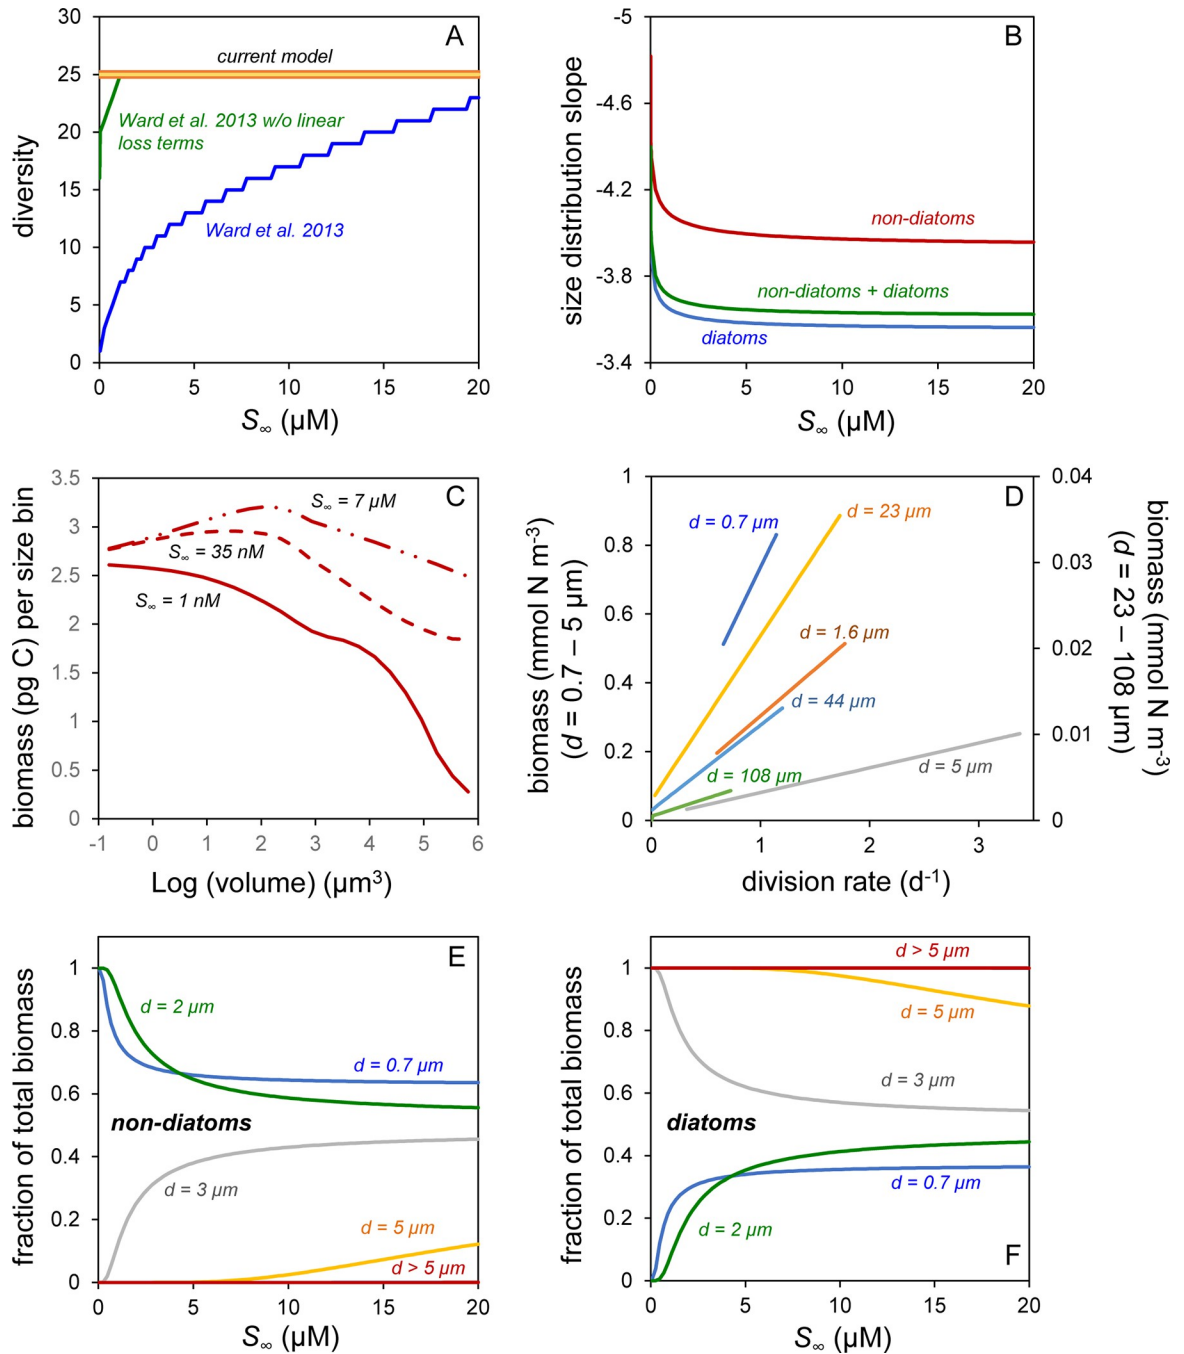 A
30
25
20
15
10
5
0
diversity
current model
Ward et al. 2013 w/o linear
loss terms
Ward et al. 2013
0 5 10 15 20
S∞ (µM)
B
-5
-4.6
-4.2
-3.8
-3.4
size distribution slope
non-diatoms
non-diatoms + diatoms
diatoms
0 5 10 15 20
S∞ (µM)
C
3.5
3
2.5
2
1.5
1
0.5
0
biomass (pg C) per size bin
S∞ = 7 µM
S∞ = 35 nM
S∞ = 1 nM
-1 0 1 2 3 4 5 6
Log (volume) (µm³)
D
1
0.8
0.6
0.4
0.2
0
biomass (mmol N m⁻³)
(d = 0.7 – 5 µm)
d = 0.7 µm
d = 23 µm
d = 1.6 µm
d = 44 µm
d = 108 µm
d = 5 µm
0.04
0.03
0.02
0.01
0
biomass (mmol N m⁻³)
(d = 23 – 108 µm)
0 1 2 3
division rate (d⁻¹)
E
1
0.8
0.6
0.4
0.2
0
fraction of total biomass
d = 2 µm
d = 0.7 µm
non-diatoms
d = 3 µm
d = 5 µm
d > 5 µm
0 5 10 15 20
S∞ (µM)
1
0.8
0.6
0.4
0.2
0
fraction of total biomass
d > 5 µm
d = 5 µm
d = 3 µm
diatoms
d = 0.7 µm
d = 2 µm
F
0 5 10 15 20
S∞ (µM)